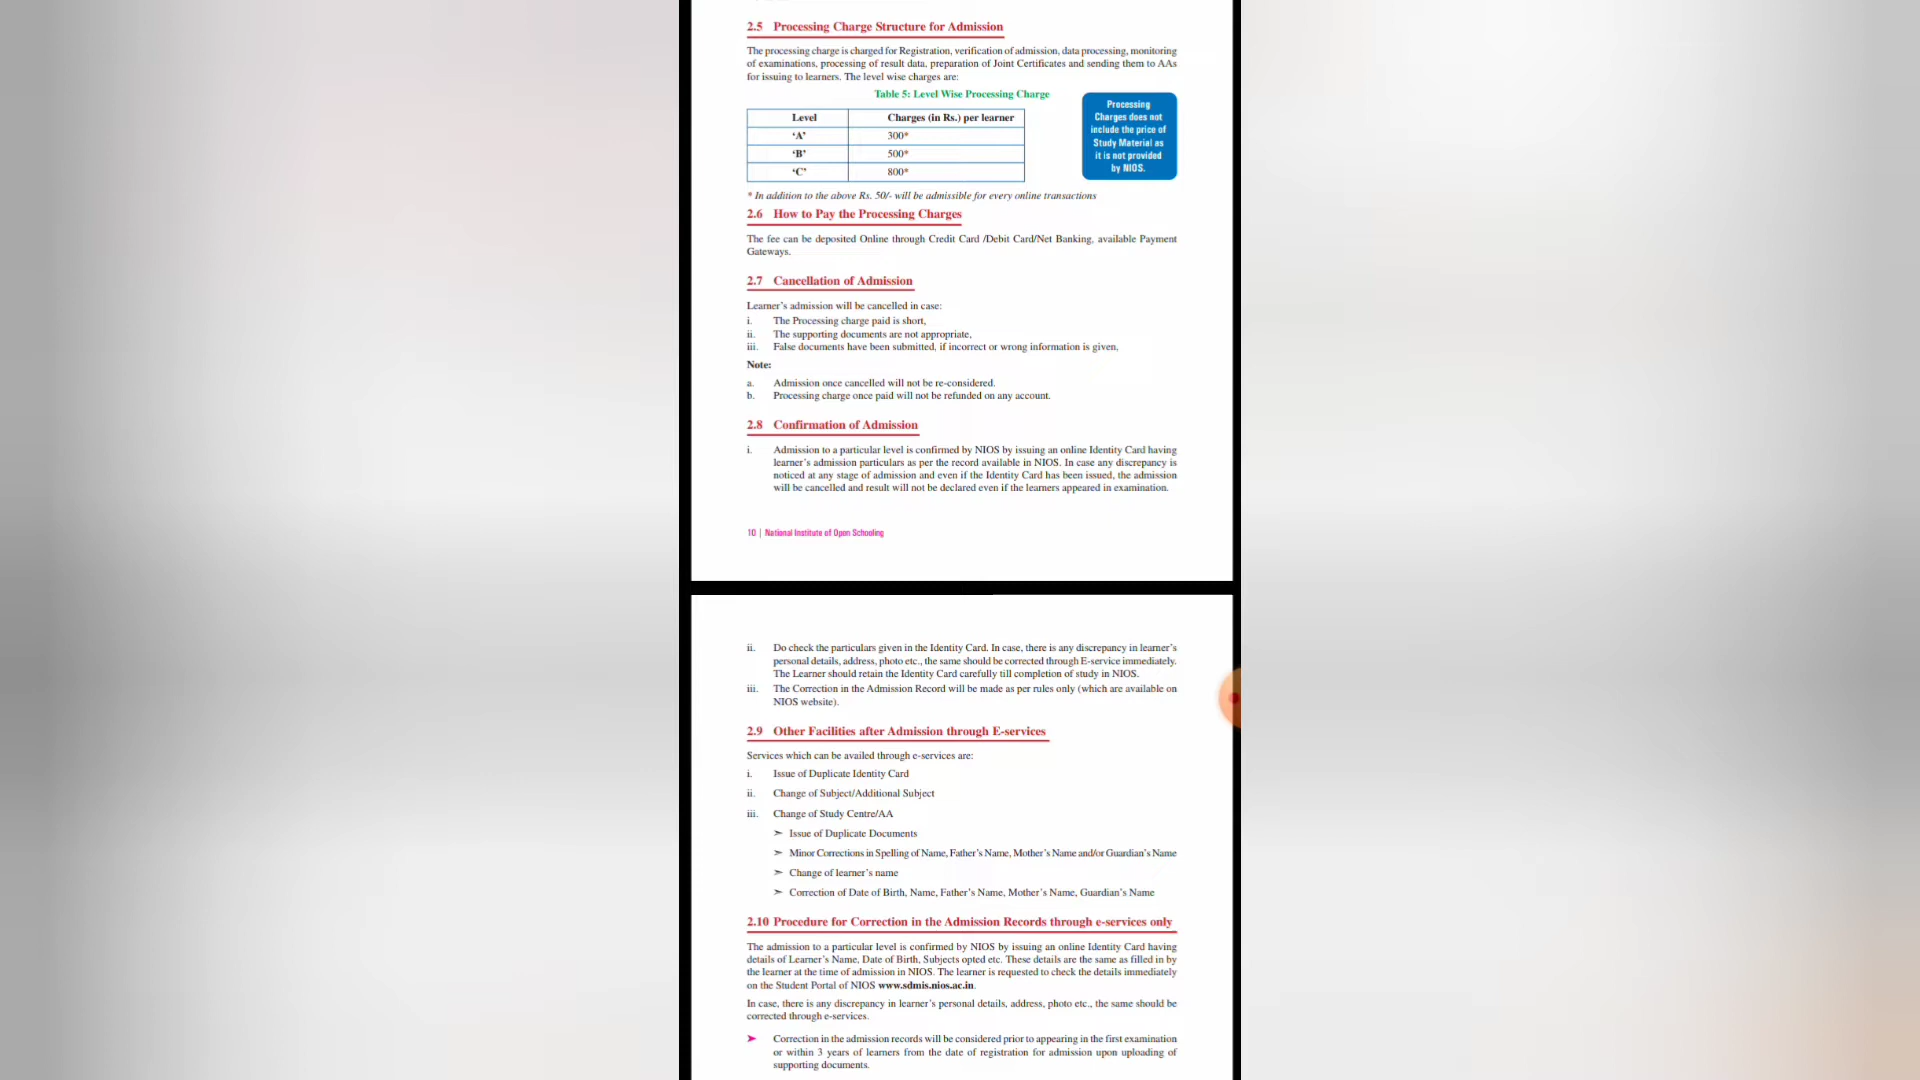 2.5 Processing Charge Structure for Admission
The processing charge is charged for Registration, verification of admission, data processing, monitoring
of examinations, processing of result data, preparation of Joint Certificates and sending them to AAs
for issuing to learners. The level wise charges are:
Table 5: Level Wise Processing Charge
Level Charges (in Rs.) per learner
‘A’ 300*
‘B’ 500*
‘C’ 800*
Processing
Charges does not
include the price of
Study Material as
it is not provided
by NIOS.
* In addition to the above Rs. 50/- will be admissible for every online transactions
2.6 How to Pay the Processing Charges
The fee can be deposited Online through Credit Card /Debit Card/Net Banking, available Payment
Gateways.
2.7 Cancellation of Admission
Learner’s admission will be cancelled in case:
i. The Processing charge paid is short,
ii. The supporting documents are not appropriate,
iii. False documents have been submitted, if incorrect or wrong information is given,
Note:
a. Admission once cancelled will not be re-considered.
b. Processing charge once paid will not be refunded on any account.
2.8 Confirmation of Admission
i. Admission to a particular level is confirmed by NIOS by issuing an online Identity Card having
learner’s admission particulars as per the record available in NIOS. In case any discrepancy is
noticed at any stage of admission and even if the Identity Card has been issued, the admission
will be cancelled and result will not be declared even if the learners appeared in examination.
10 | National Institute of Open Schooling
ii. Do check the particulars given in the Identity Card. In case, there is any discrepancy in learner’s
personal details, address, photo etc., the same should be corrected through E-service immediately.
The Learner should retain the Identity Card carefully till completion of study in NIOS.
iii. The Correction in the Admission Record will be made as per rules only (which are available on
NIOS website).
2.9 Other Facilities after Admission through E-services
Services which can be availed through e-services are:
i. Issue of Duplicate Identity Card
ii. Change of Subject/Additional Subject
iii. Change of Study Centre/AA
➣ Issue of Duplicate Documents
➣ Minor Corrections in Spelling of Name, Father’s Name, Mother’s Name and/or Guardian’s Name
➣ Change of learner’s name
➣ Correction of Date of Birth, Name, Father’s Name, Mother’s Name, Guardian’s Name
2.10 Procedure for Correction in the Admission Records through e-services only
The admission to a particular level is confirmed by NIOS by issuing an online Identity Card having
details of Learner’s Name, Date of Birth, Subjects opted etc. These details are the same as filled in by
the learner at the time of admission in NIOS. The learner is requested to check the details immediately
on the Student Portal of NIOS www.sdmis.nios.ac.in.
In case, there is any discrepancy in learner’s personal details, address, photo etc., the same should be
corrected through e-services.
➤ Correction in the admission records will be considered prior to appearing in the first examination
or within 3 years of learners from the date of registration for admission upon uploading of
supporting documents.